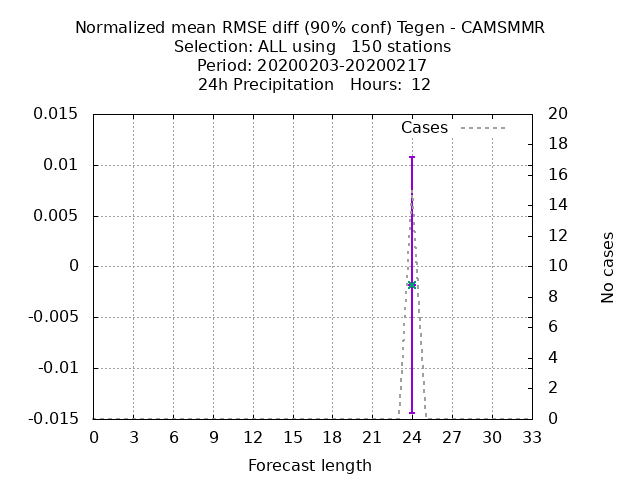 Normalized mean RMSE diff (90% conf) Tegen - CAMSMMR
Selection: ALL using   150 stations
Period: 20200203-20200217
24h Precipitation   Hours:  12
Cases
0.015
0.01
0.005
0
-0.005
-0.01
-0.015
20
18
16
14
12
10
8
6
4
2
0
No cases
0 3 6 9 12 15 18 21 24 27 30 33
Forecast length